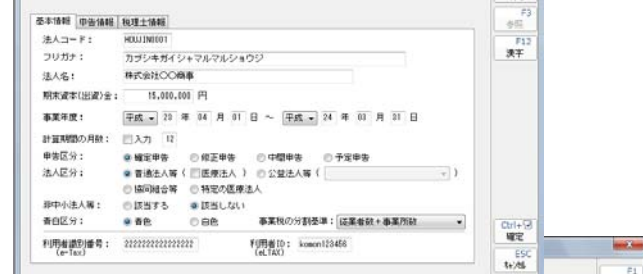 F3
参照
F12
漢字
基本情報 申告情報 税理士情報
法人コード： HOUJIN0001
フリガナ： カブシキガイシャマルマルショウジ
法人名： 株式会社〇〇商事
期末資本(出資)金： 15,000,000 円
事業年度： 平成 23 年 04 月 01 日 ～ 平成 24 年 03 月 31 日
計算期間の月数： 入力 12
申告区分： 確定申告 修正申告 中間申告 予定申告
法人区分： 普通法人等 ( 医療法人 ) 公益法人等 ( )
協同組合等 特定の医療法人
非中小法人等： 該当する 該当しない
青白区分： 青色 白色 事業税の分割基準： 従業者数＋事業所数
利用者識別番号： 2222222222222222 利用者ID： komon123456
(e-Tax) (eLTAX)
Ctrl+
確定
ESC
ｷｬﾝｾﾙ
F1